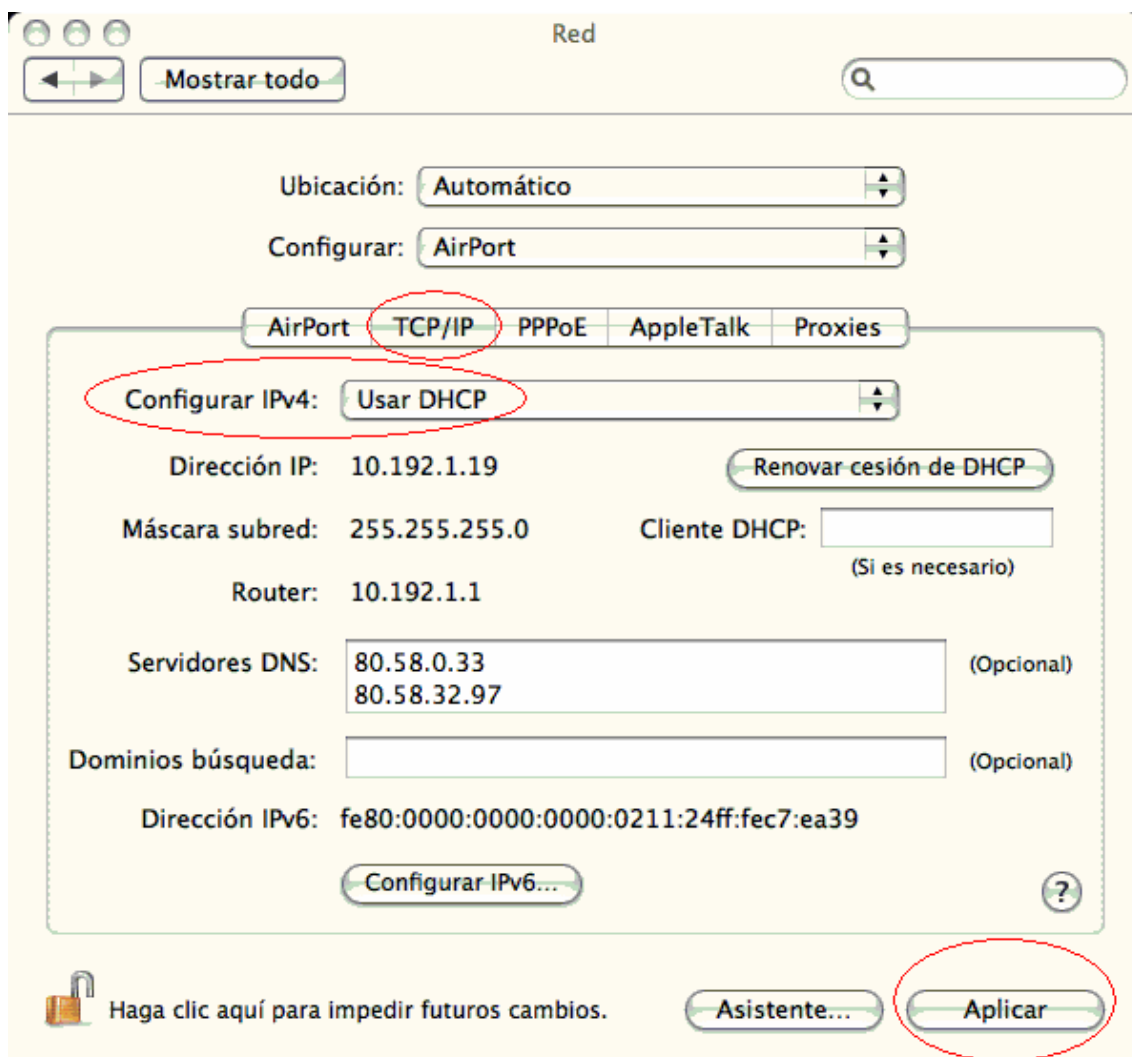 Red
Mostrar todo
Ubicación: Automático
Configurar: AirPort
AirPort TCP/IP PPPoE AppleTalk Proxies
Configurar IPv4: Usar DHCP
Dirección IP: 10.192.1.19 Renovar cesión de DHCP
Máscara subred: 255.255.255.0 Cliente DHCP:
(Si es necesario)
Router: 10.192.1.1
Servidores DNS: 80.58.0.33 (Opcional)
80.58.32.97
Dominios búsqueda: (Opcional)
Dirección IPv6: fe80:0000:0000:0000:0211:24ff:fec7:ea39
Configurar IPv6... ?
Haga clic aquí para impedir futuros cambios. Asistente... Aplicar